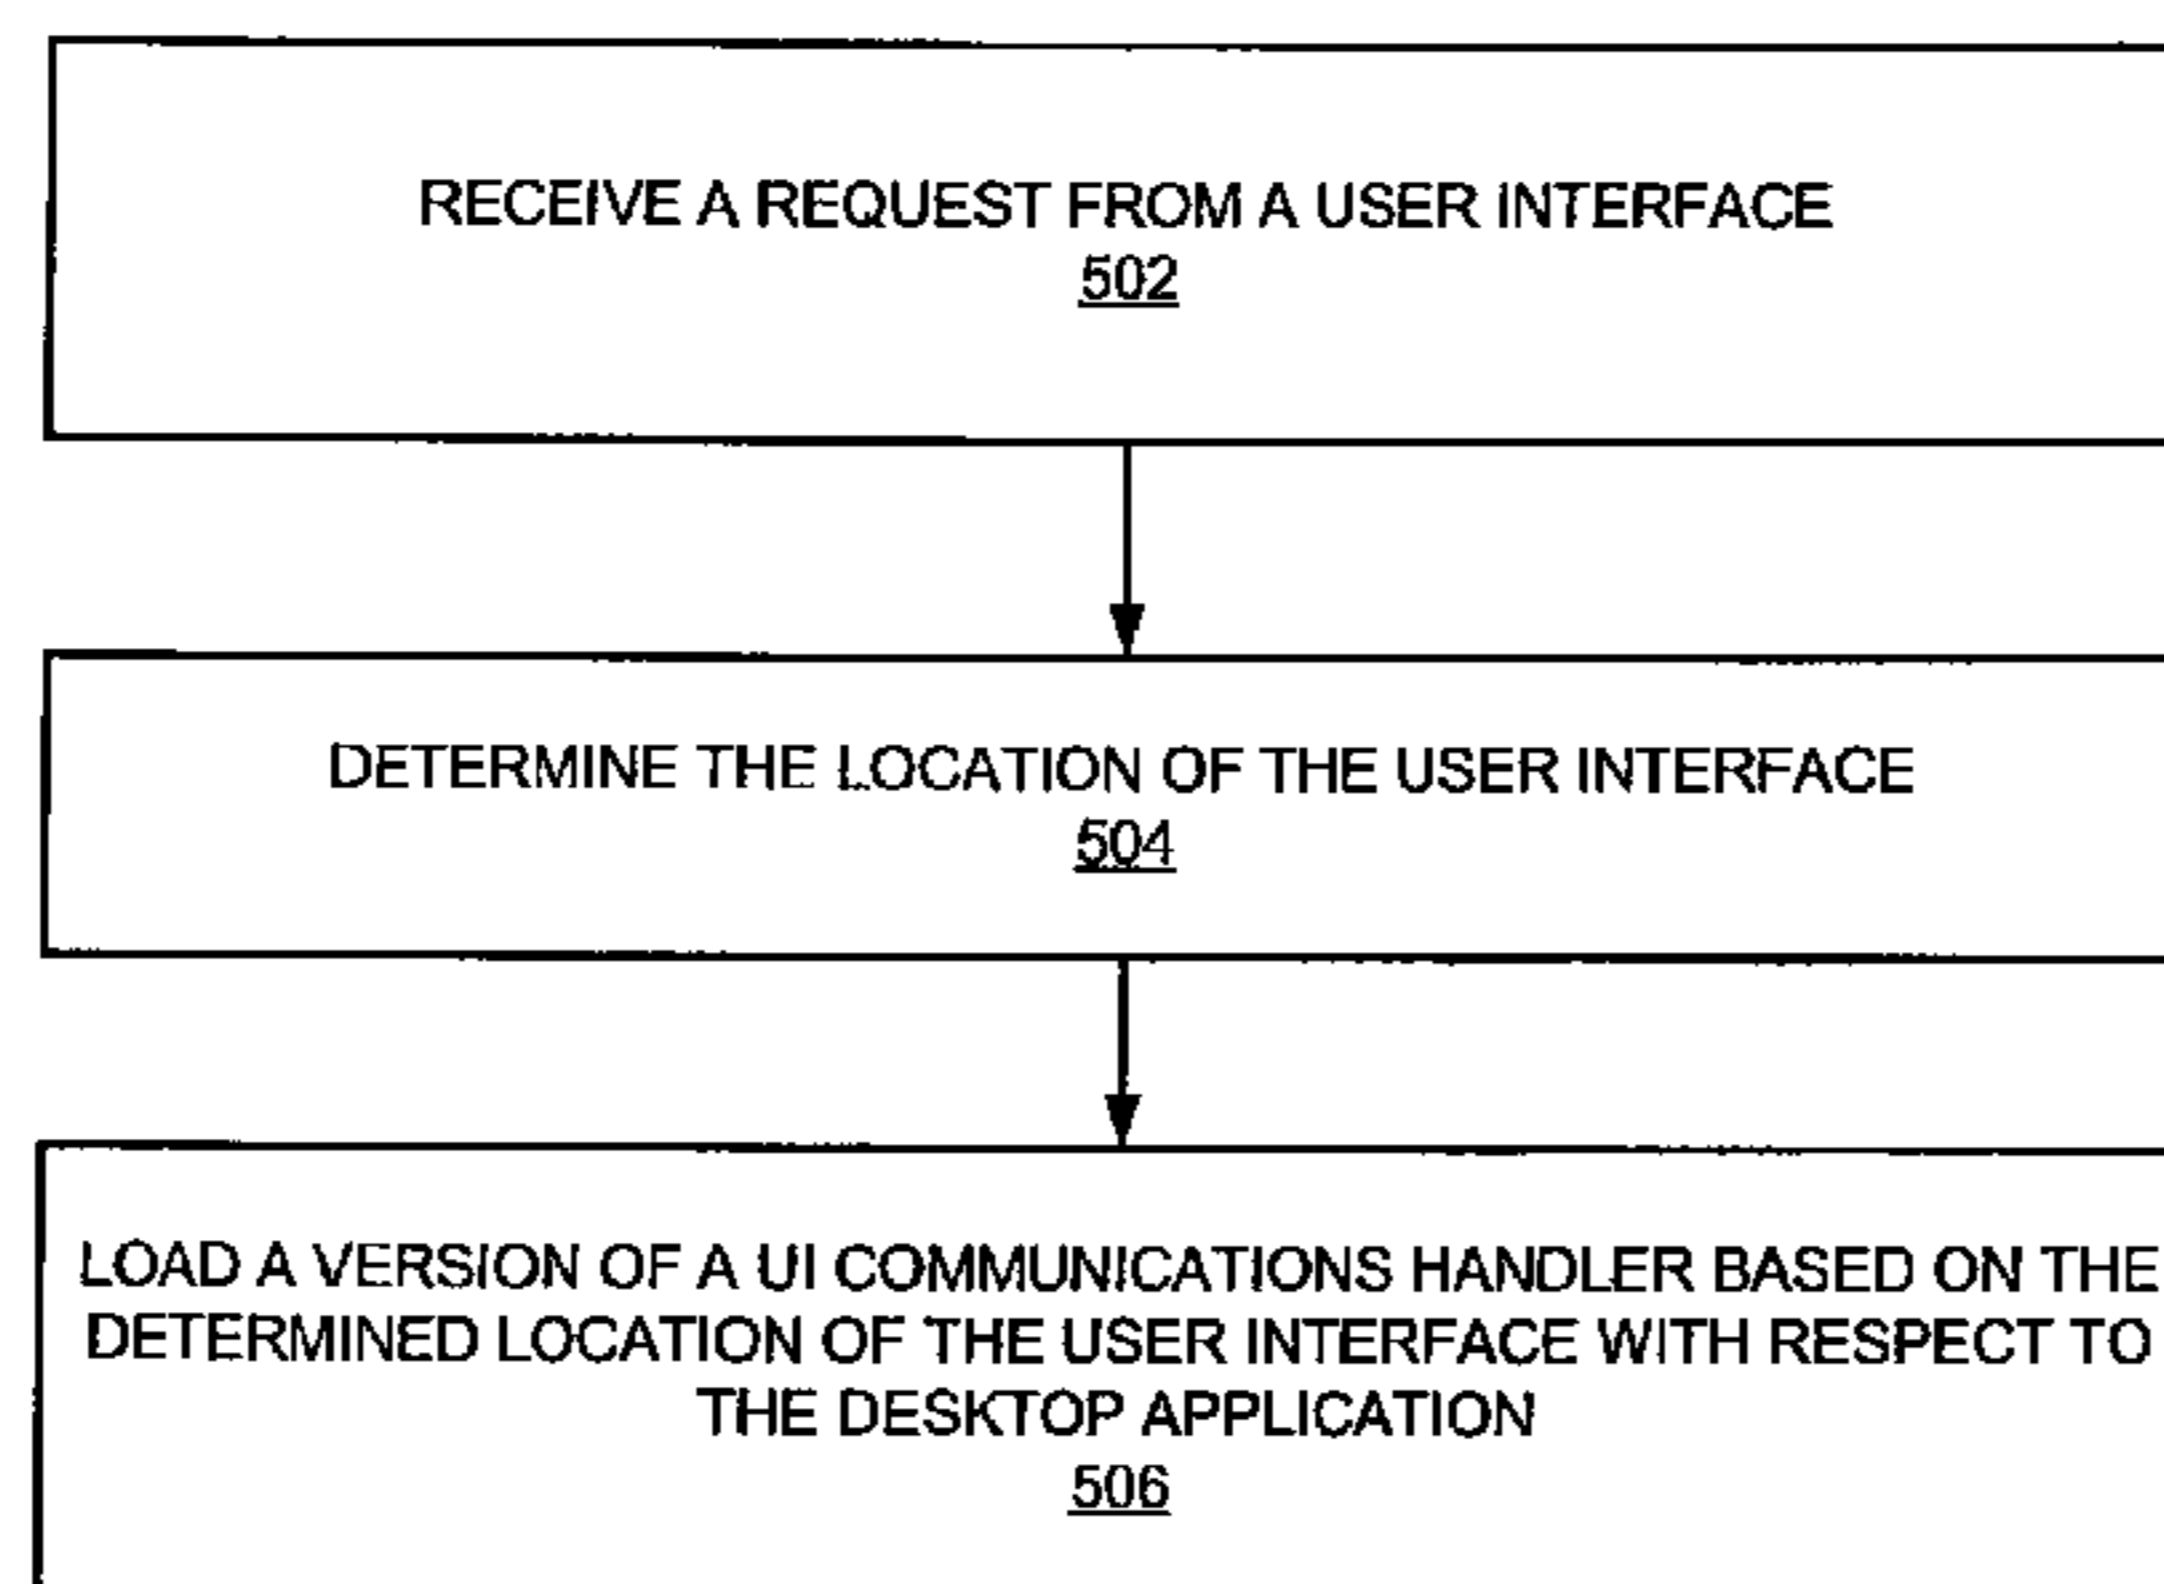 RECEIVE A REQUEST FROM A USER INTERFACE
502
DETERMINE THE LOCATION OF THE USER INTERFACE
504
LOAD A VERSION OF A UI COMMUNICATIONS HANDLER BASED ON THE
DETERMINED LOCATION OF THE USER INTERFACE WITH RESPECT TO
THE DESKTOP APPLICATION
506